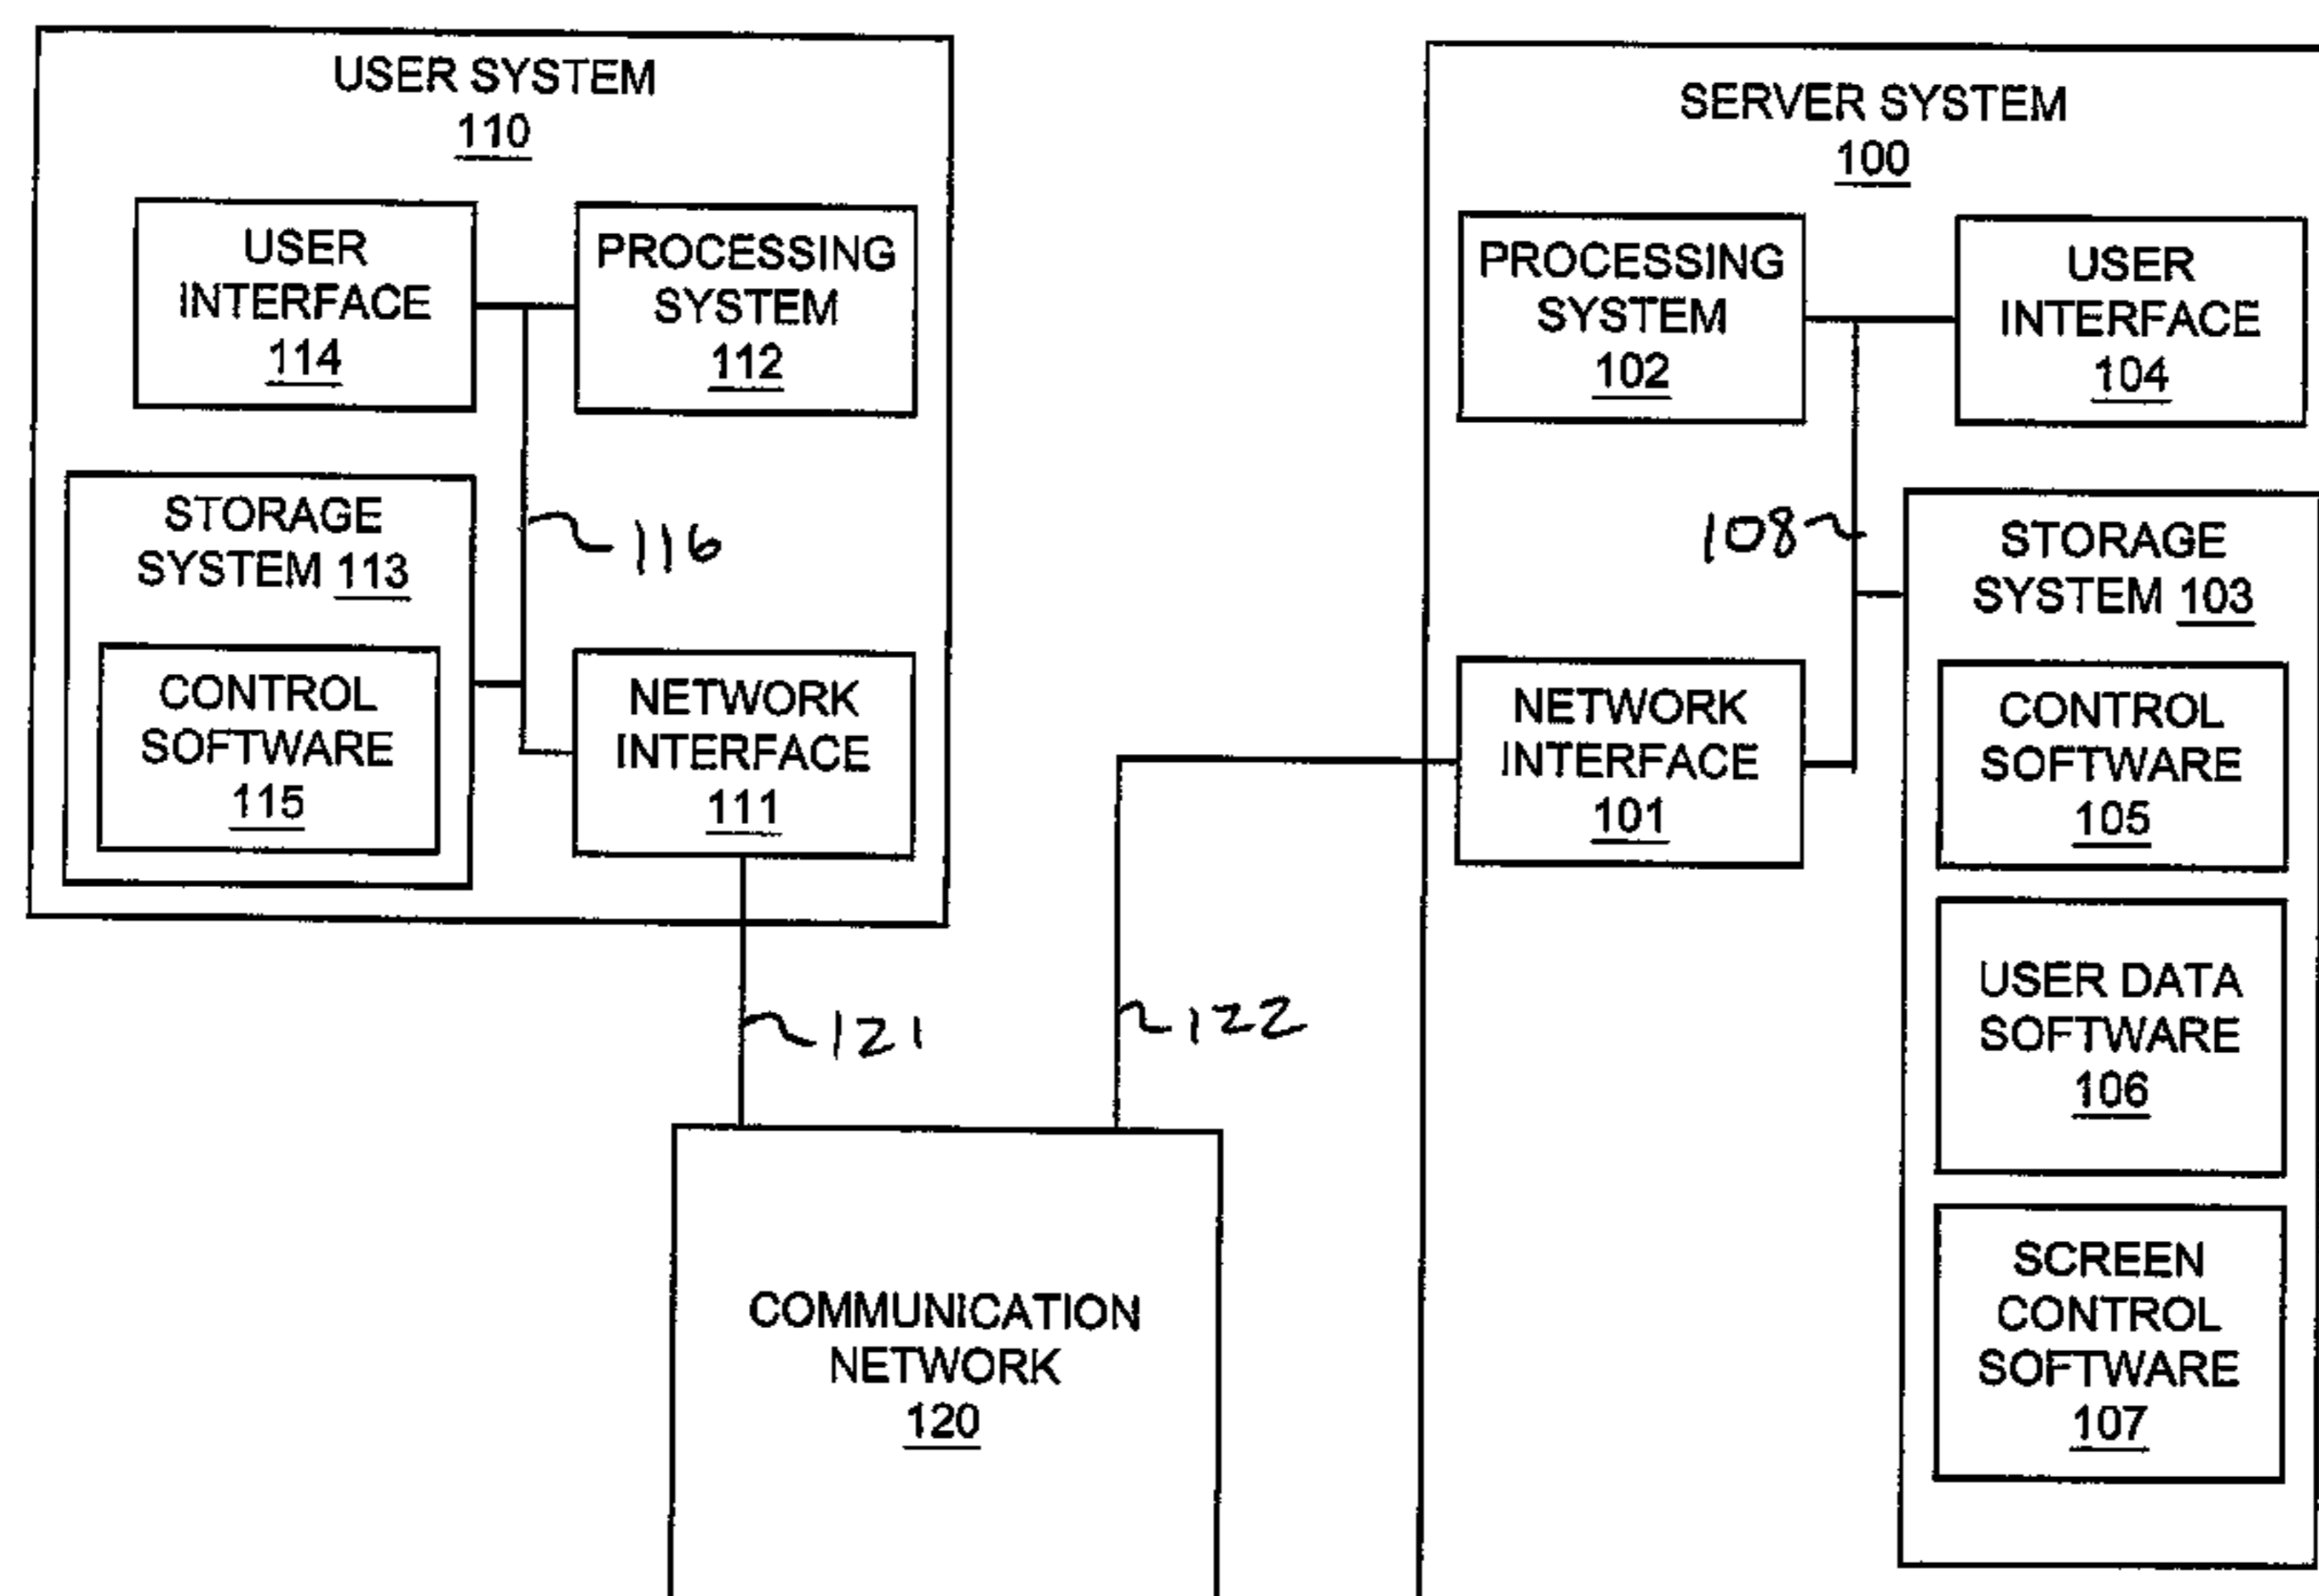 USER SYSTEM
110
USER
INTERFACE
114
PROCESSING
SYSTEM
112
116
STORAGE
SYSTEM 113
CONTROL
SOFTWARE
115
NETWORK
INTERFACE
111
121
122
COMMUNICATION
NETWORK
120
SERVER SYSTEM
100
PROCESSING
SYSTEM
102
USER
INTERFACE
104
108
NETWORK
INTERFACE
101
STORAGE
SYSTEM 103
CONTROL
SOFTWARE
105
USER DATA
SOFTWARE
106
SCREEN
CONTROL
SOFTWARE
107